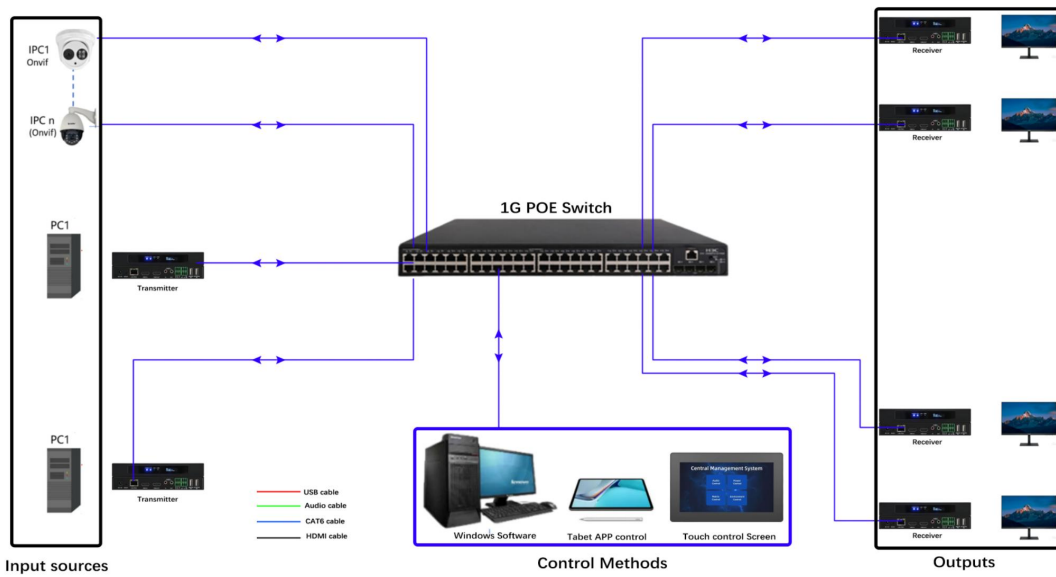 IPC1
Onvif
IPC n
(Onvif)
PC1
Transmitter
PC1
Transmitter
Input sources
USB cable
Audio cable
CAT6 cable
HDMI cable
1G POE Switch
H3C
Central Management System
Windows Software
Tabet APP control
Touch control Screen
Control Methods
Receiver
Receiver
Receiver
Receiver
Outputs